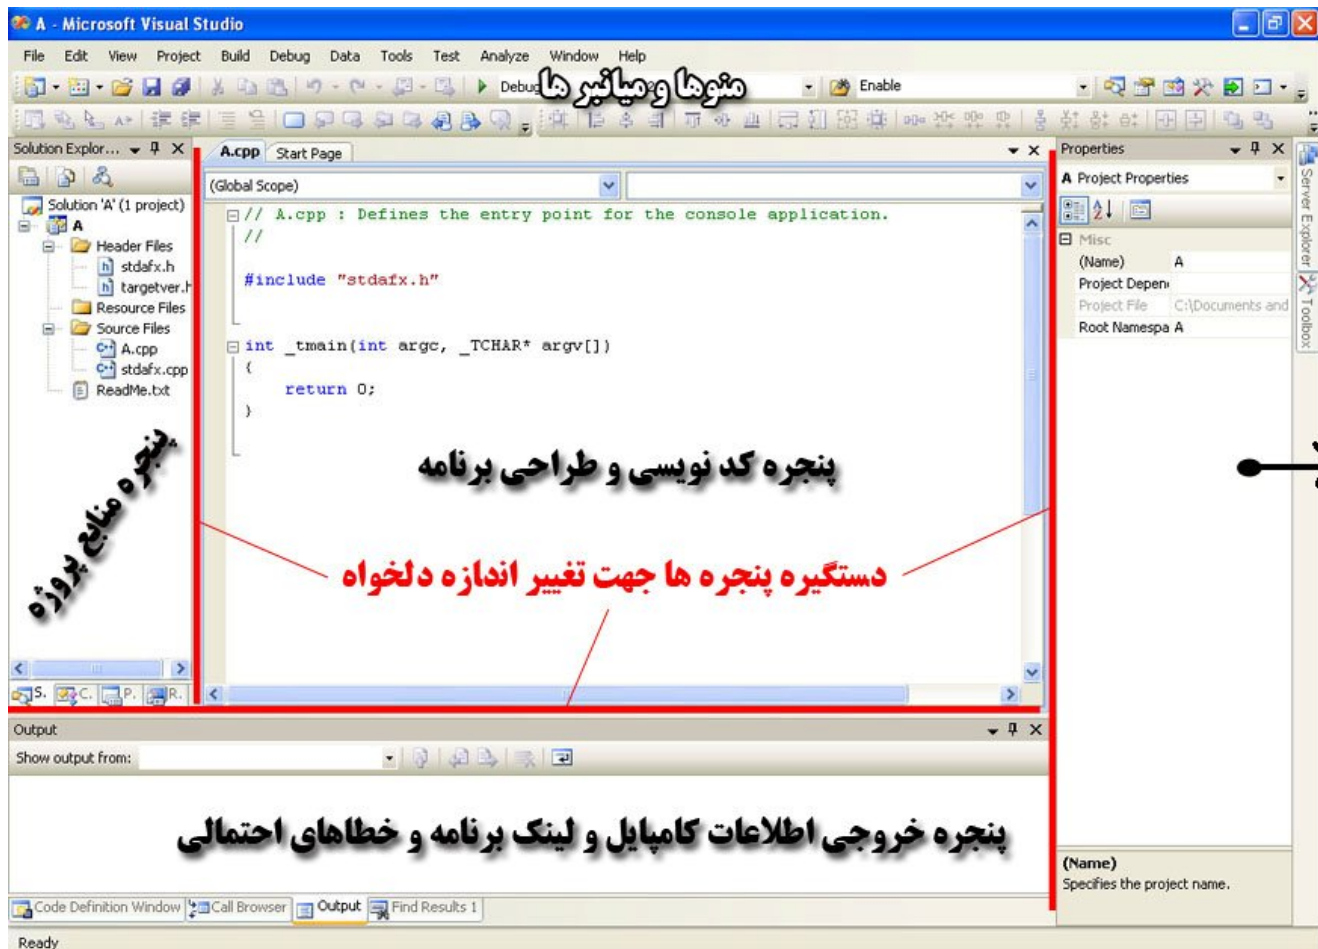 A - Microsoft Visual Studio
File Edit View Project Build Debug Data Tools Test Analyze Window Help
Enable
منوها و میانبر ها
Solution Explor...
A.cpp Start Page
(Global Scope)
Solution 'A' (1 project)
A
Header Files
stdafx.h
targetver.h
Resource Files
Source Files
A.cpp
stdafx.cpp
ReadMe.txt
پنجره منابع پروژه
// A.cpp : Defines the entry point for the console application.
//
#include "stdafx.h"
int _tmain(int argc, _TCHAR* argv[])
{
return 0;
}
پنجره کد نویسی و طراحی برنامه
دستگیره پنجره ها جهت تغییر اندازه دلخواه
Properties
A Project Properties
Misc
(Name) A
Project Depen
Project File C:\Documents and
Root Namespa A
Server Explorer
Toolbox
S. C. P. R.
Output
Show output from:
پنجره خروجی اطلاعات کامپایل و لینک برنامه و خطاهای احتمالی
(Name)
Specifies the project name.
Code Definition Window Call Browser Output Find Results 1
Ready